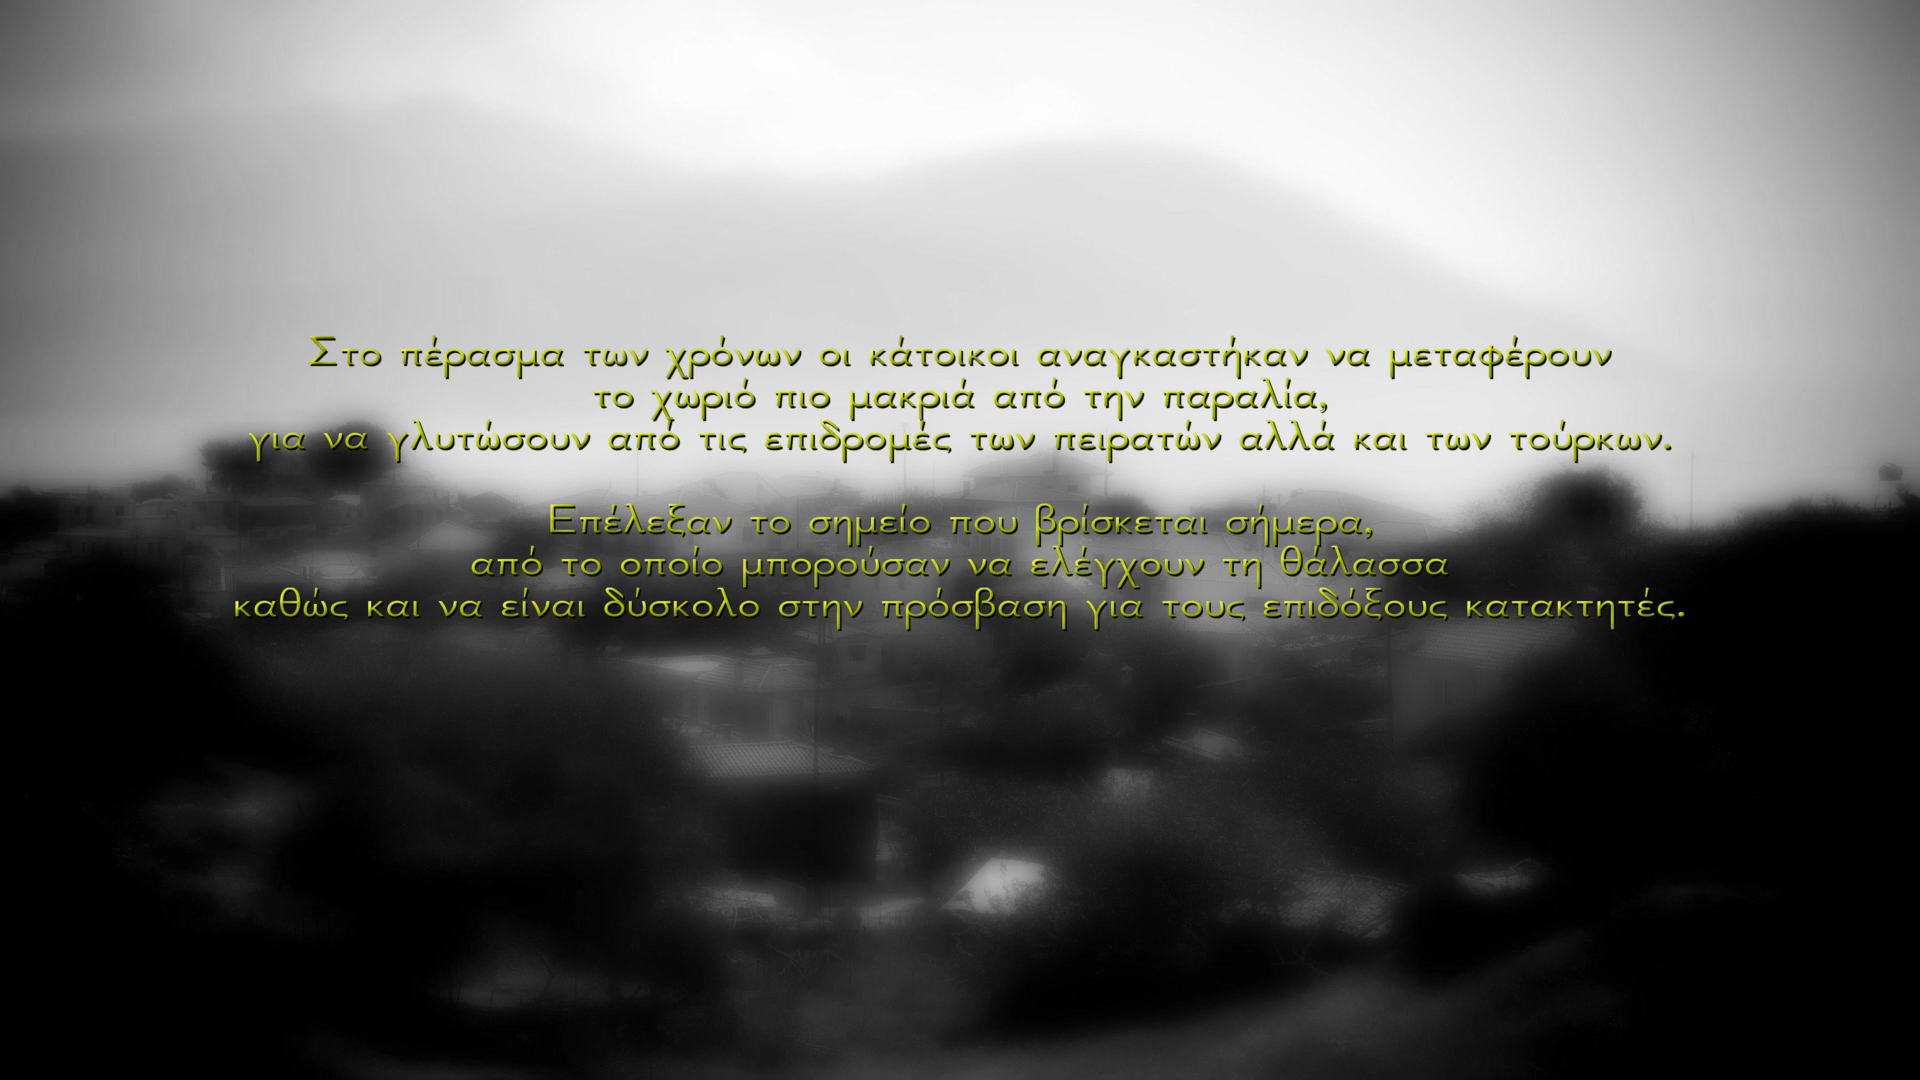 Στο πέρασμα των χρόνων οι κάτοικοι αναγκαστήκαν να μεταφέρουν
το χωριό πιο μακριά από την παραλία,
για να γλυτώσουν από τις επιδρομές των πειρατών αλλά και των τούρκων.
Επέλεξαν το σημείο που βρίσκεται σήμερα,
από το οποίο μπορούσαν να ελέγχουν τη θάλασσα
καθώς και να είναι δύσκολο στην πρόσβαση για τους επιδόξους κατακτητές.